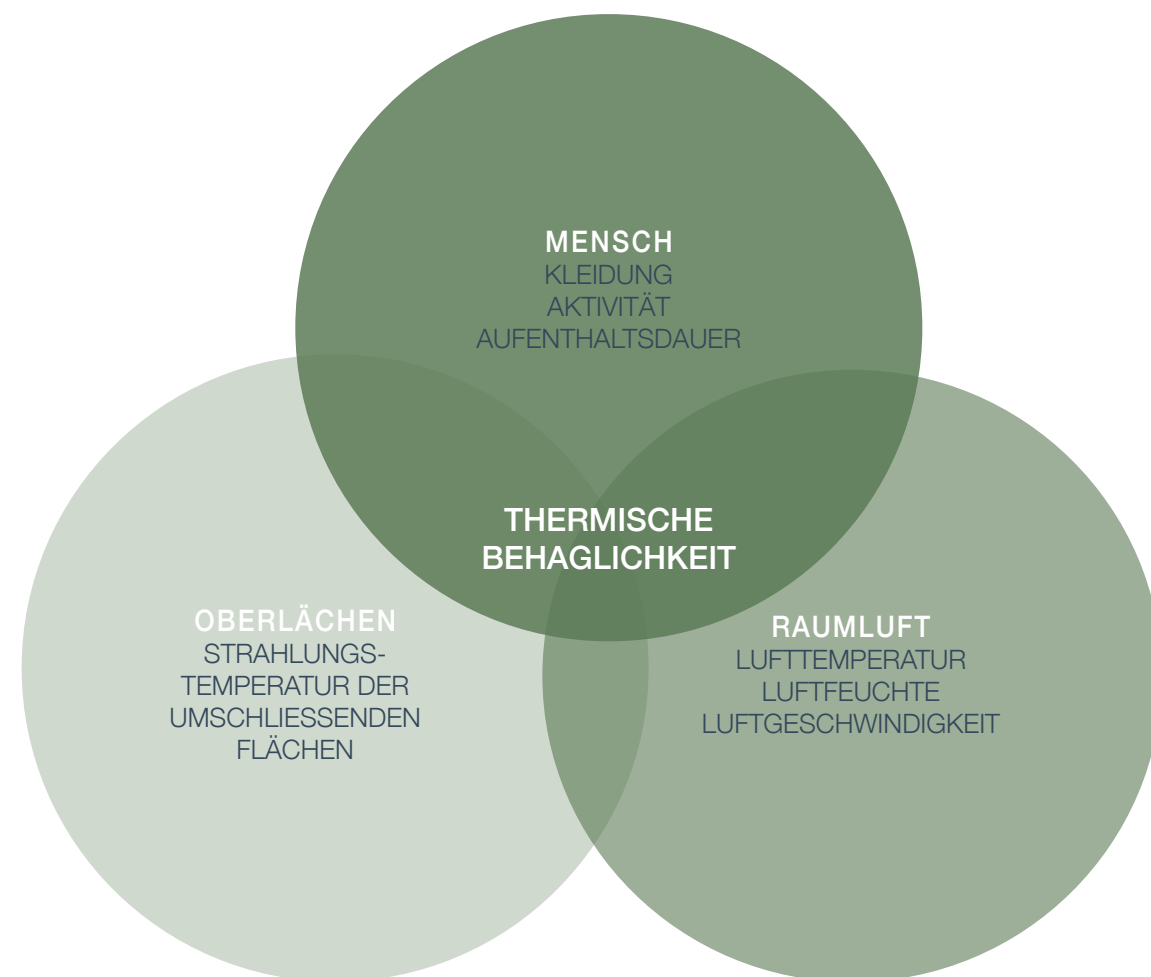 MENSCH
KLEIDUNG
AKTIVITÄT
AUFENTHALTSDAUER
THERMISCHE
BEHAGLICHKEIT
OBERLÄCHEN
STRAHLUNGS-
TEMPERATUR DER
UMSCHLIESSENDEN
FLÄCHEN
RAUMLUFT
LUFTTEMPERATUR
LUFTFEUCHTE
LUFTGESCHWINDIGKEIT